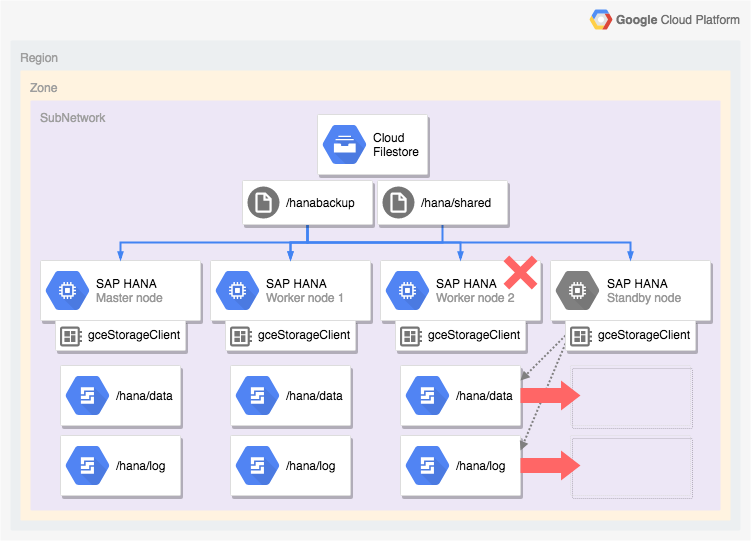 Google Cloud Platform
Region
Zone
SubNetwork
Cloud
Filestore
/hanabackup
/hana/shared
SAP HANA
Master node
SAP HANA
Worker node 1
SAP HANA
Worker node 2
SAP HANA
Standby node
gceStorageClient
gceStorageClient
gceStorageClient
gceStorageClient
/hana/data
/hana/data
/hana/data
/hana/log
/hana/log
/hana/log